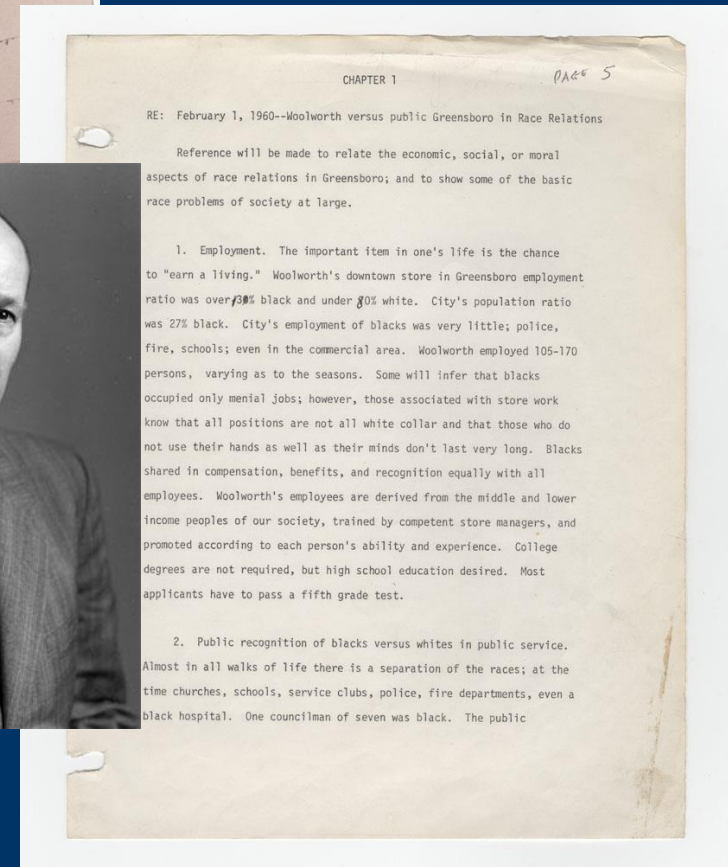 PAGE 5
CHAPTER 1
RE: February 1, 1960--Woolworth versus public Greensboro in Race Relations
Reference will be made to relate the economic, social, or moral
aspects of race relations in Greensboro; and to show some of the basic
race problems of society at large.
1. Employment. The important item in one's life is the chance
to "earn a living." Woolworth's downtown store in Greensboro employment
ratio was over 30% black and under 80% white. City's population ratio
was 27% black. City's employment of blacks was very little; police,
fire, schools; even in the commercial area. Woolworth employed 105-170
persons, varying as to the seasons. Some will infer that blacks
occupied only menial jobs; however, those associated with store work
know that all positions are not all white collar and that those who do
not use their hands as well as their minds don't last very long. Blacks
shared in compensation, benefits, and recognition equally with all
employees. Woolworth's employees are derived from the middle and lower
income peoples of our society, trained by competent store managers, and
promoted according to each person's ability and experience. College
degrees are not required, but high school education desired. Most
applicants have to pass a fifth grade test.
2. Public recognition of blacks versus whites in public service.
Almost in all walks of life there is a separation of the races; at the
time churches, schools, service clubs, police, fire departments, even a
black hospital. One councilman of seven was black. The public